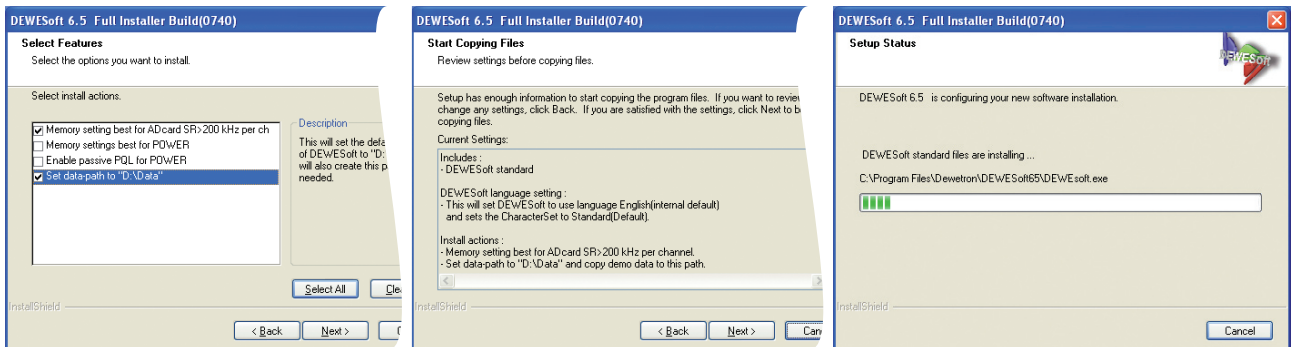 DEWESoft 6.5 Full Installer Build(0740)
Select Features
Select the options you want to install.
Select install actions.
Memory setting best for ADcard SR>200 kHz per ch
Memory settings best for POWER
Enable passive PQL for POWER
Set data-path to "D:\Data"
Description
This will set the defa
of DEWESoft to "D:
will also create this p
needed.
Select All
Cle
InstallShield
< Back
Next >
DEWESoft 6.5 Full Installer Build(0740)
Start Copying Files
Review settings before copying files.
Setup has enough information to start copying the program files. If you want to review
change any settings, click Back. If you are satisfied with the settings, click Next to b
copying files.
Current Settings:
Includes :
- DEWESoft standard
DEWESoft language setting :
- This will set DEWESoft to use language English(internal default)
and sets the CharacterSet to Standard(Default).
Install actions :
- Memory setting best for ADcard SR>200 kHz per channel.
- Set data-path to "D:\Data" and copy demo data to this path.
InstallShield
< Back
Next >
Can
DEWESoft 6.5 Full Installer Build(0740)
Setup Status
DEWESoft
DEWESoft 6.5 is configuring your new software installation.
DEWESoft standard files are installing ...
C:\Program Files\Dewetron\DEWESoft65\DEWEsoft.exe
InstallShield
Cancel